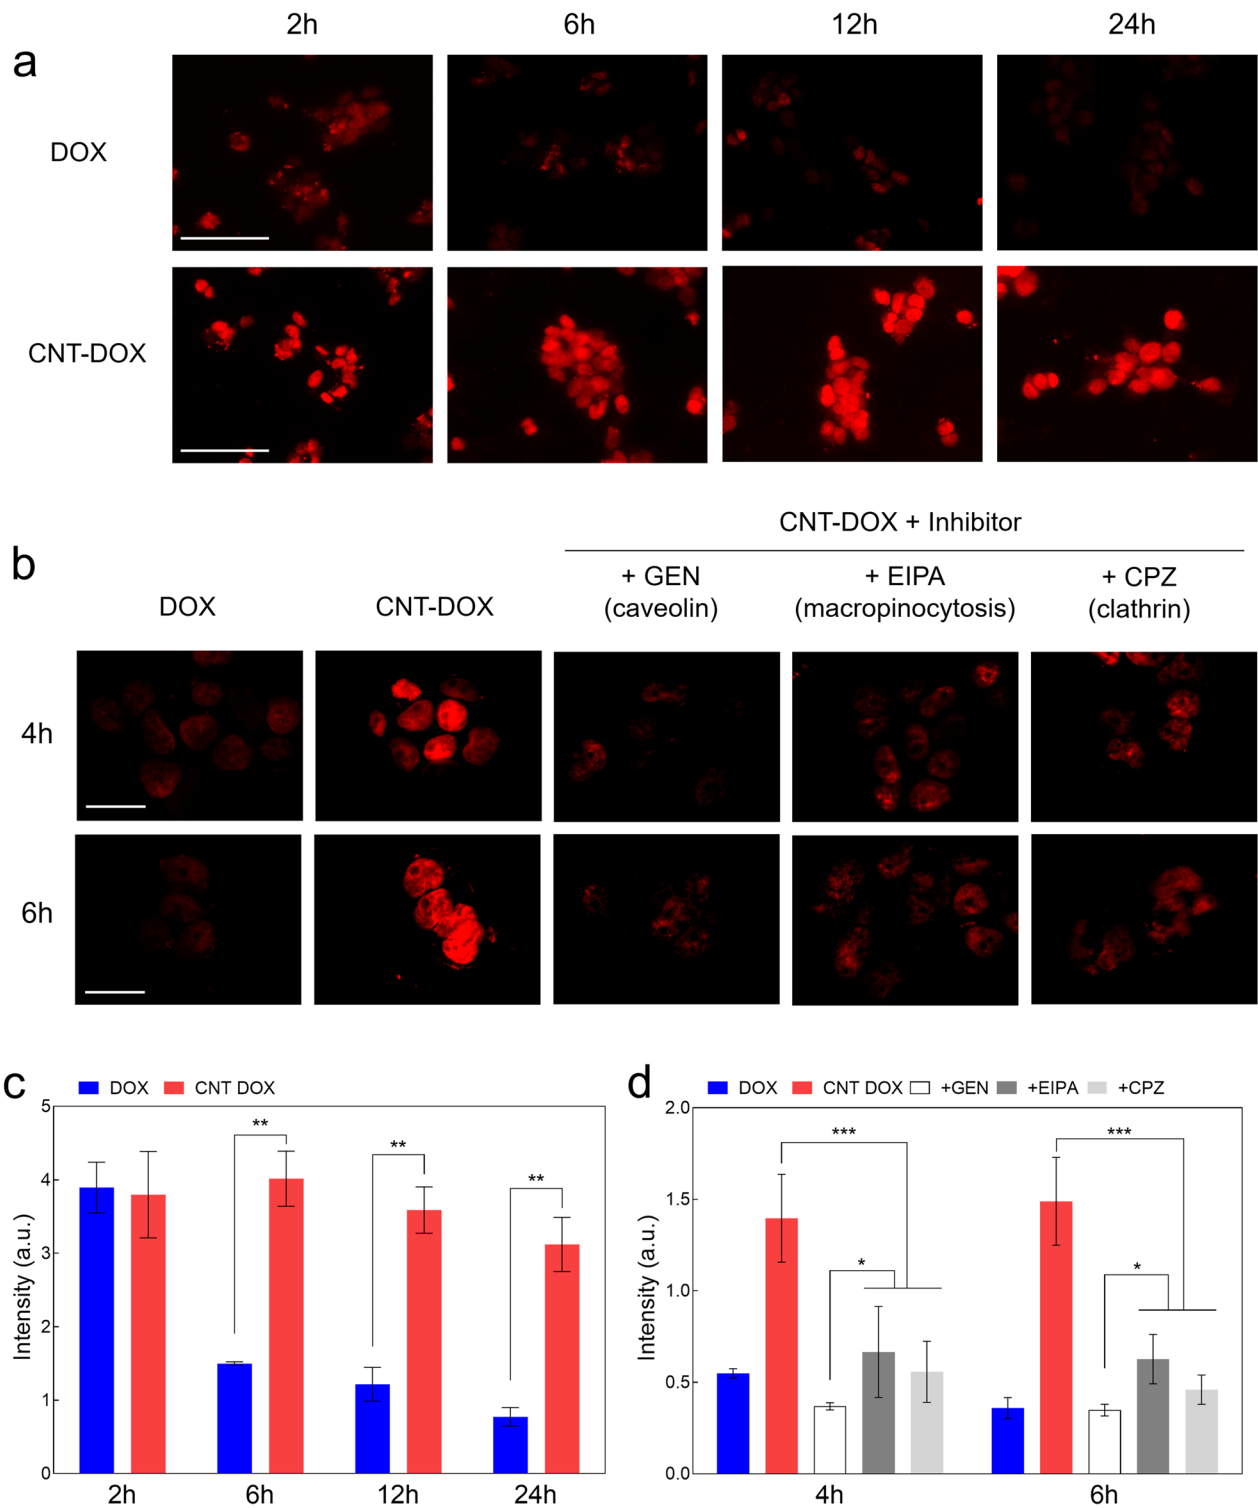 2h 6h 12h 24h
a
DOX
CNT-DOX
CNT-DOX + Inhibitor
b
DOX CNT-DOX + GEN + EIPA + CPZ
(caveolin) (macropinocytosis) (clathrin)
4h
6h
c
DOX CNT DOX
5
4
3
2
1
0
Intensity (a.u.)
** ** **
2h 6h 12h 24h
d
DOX CNT DOX +GEN +EIPA +CPZ
2.0
1.5
1.0
0.5
0.0
Intensity (a.u.)
*** ***
* *
4h 6h